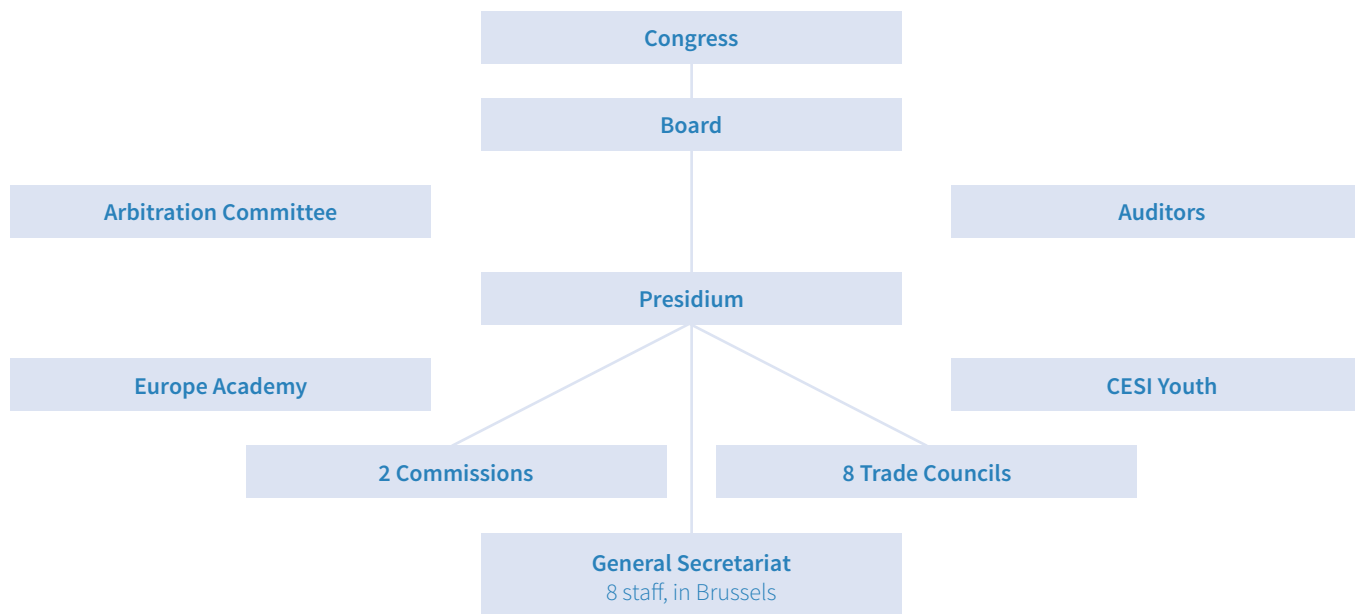 Congress
Board
Arbitration Committee
Auditors
Presidium
Europe Academy
CESI Youth
2 Commissions
8 Trade Councils
General Secretariat
8 staff, in Brussels